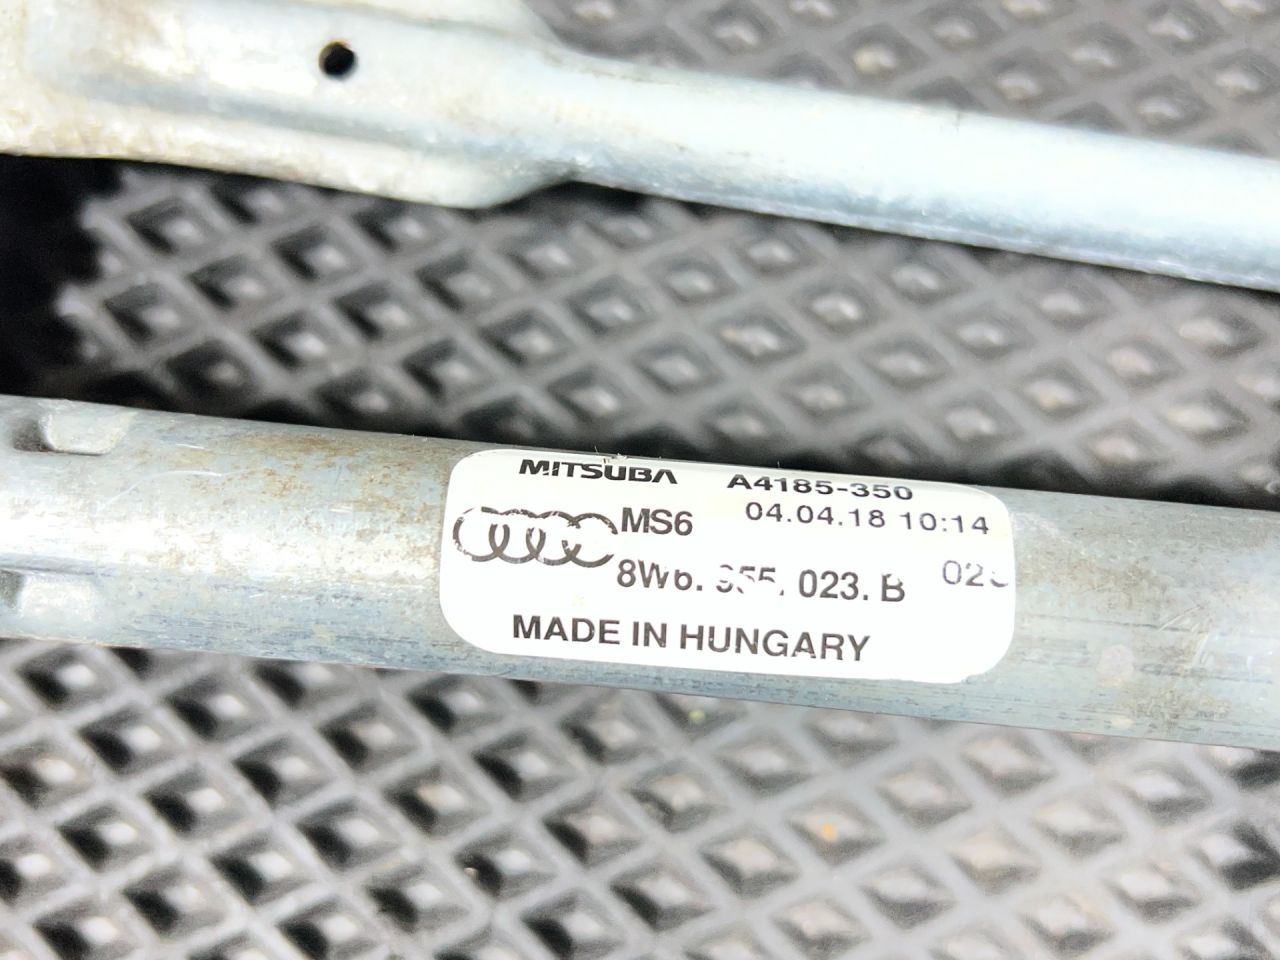 MITSUBA A4185-350
MS6 04.04.18 10:14
8W6. 955. 023. B
MADE IN HUNGARY